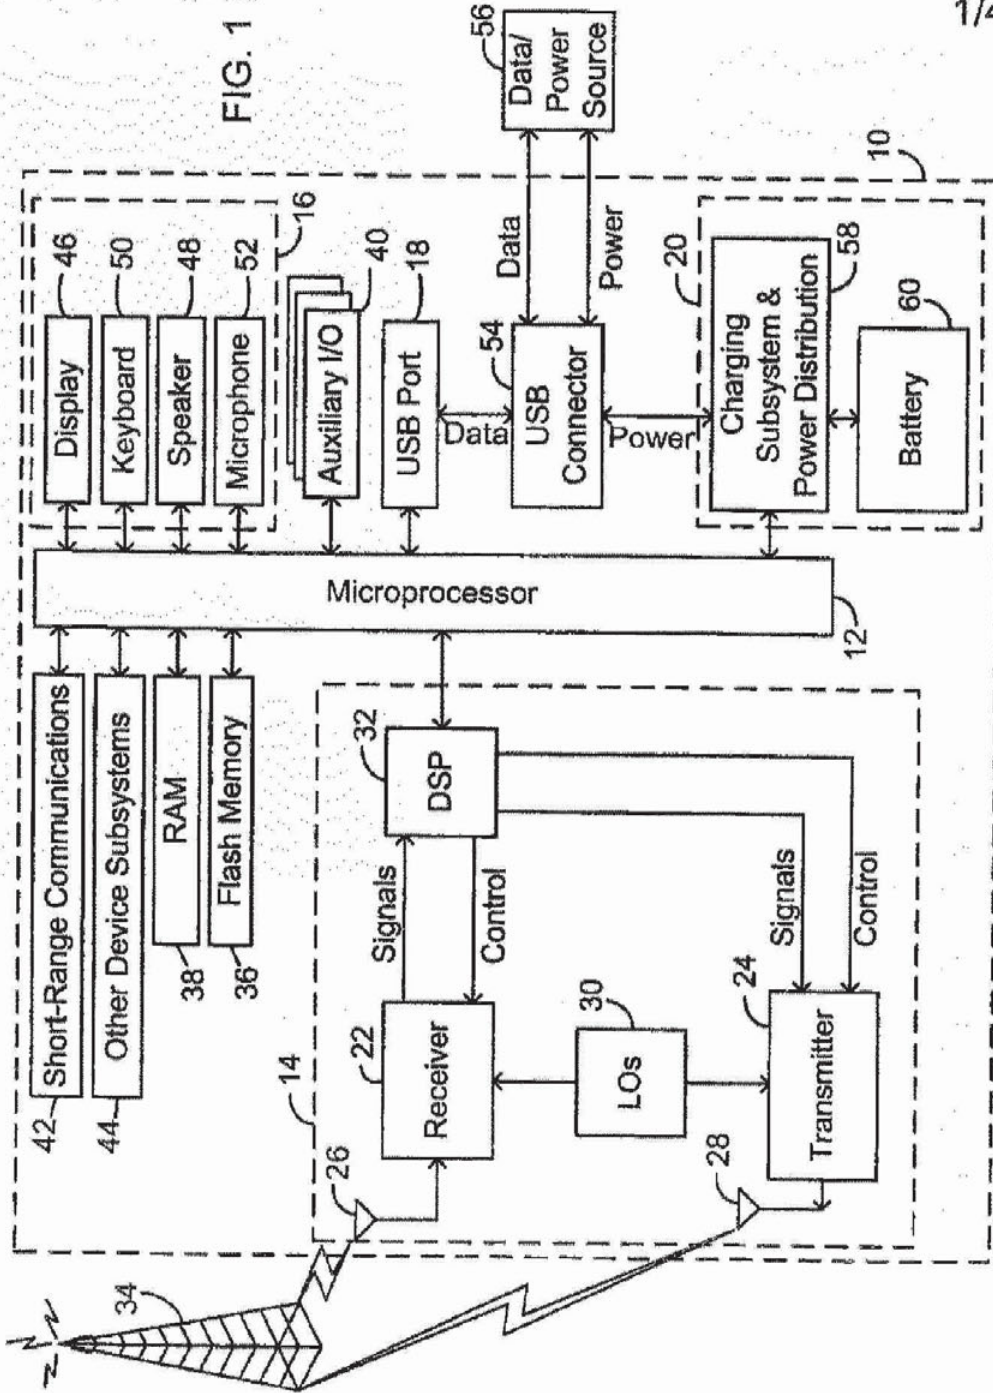 1/4
FIG. 1
42
Short-Range Communications
44
Other Device Subsystems
38
RAM
36
Flash Memory
Microprocessor
12
Display
46
Keyboard
50
Speaker
48
Microphone
52
16
Auxiliary I/O
40
USB Port
18
Data
USB
Connector
54
Data
Power
Data/
Power
Source
56
Power
Charging
Subsystem &
Power Distribution
58
20
Battery
60
10
14
DSP
32
Signals
Control
Receiver
22
26
LOs
30
Signals
Control
Transmitter
24
28
34